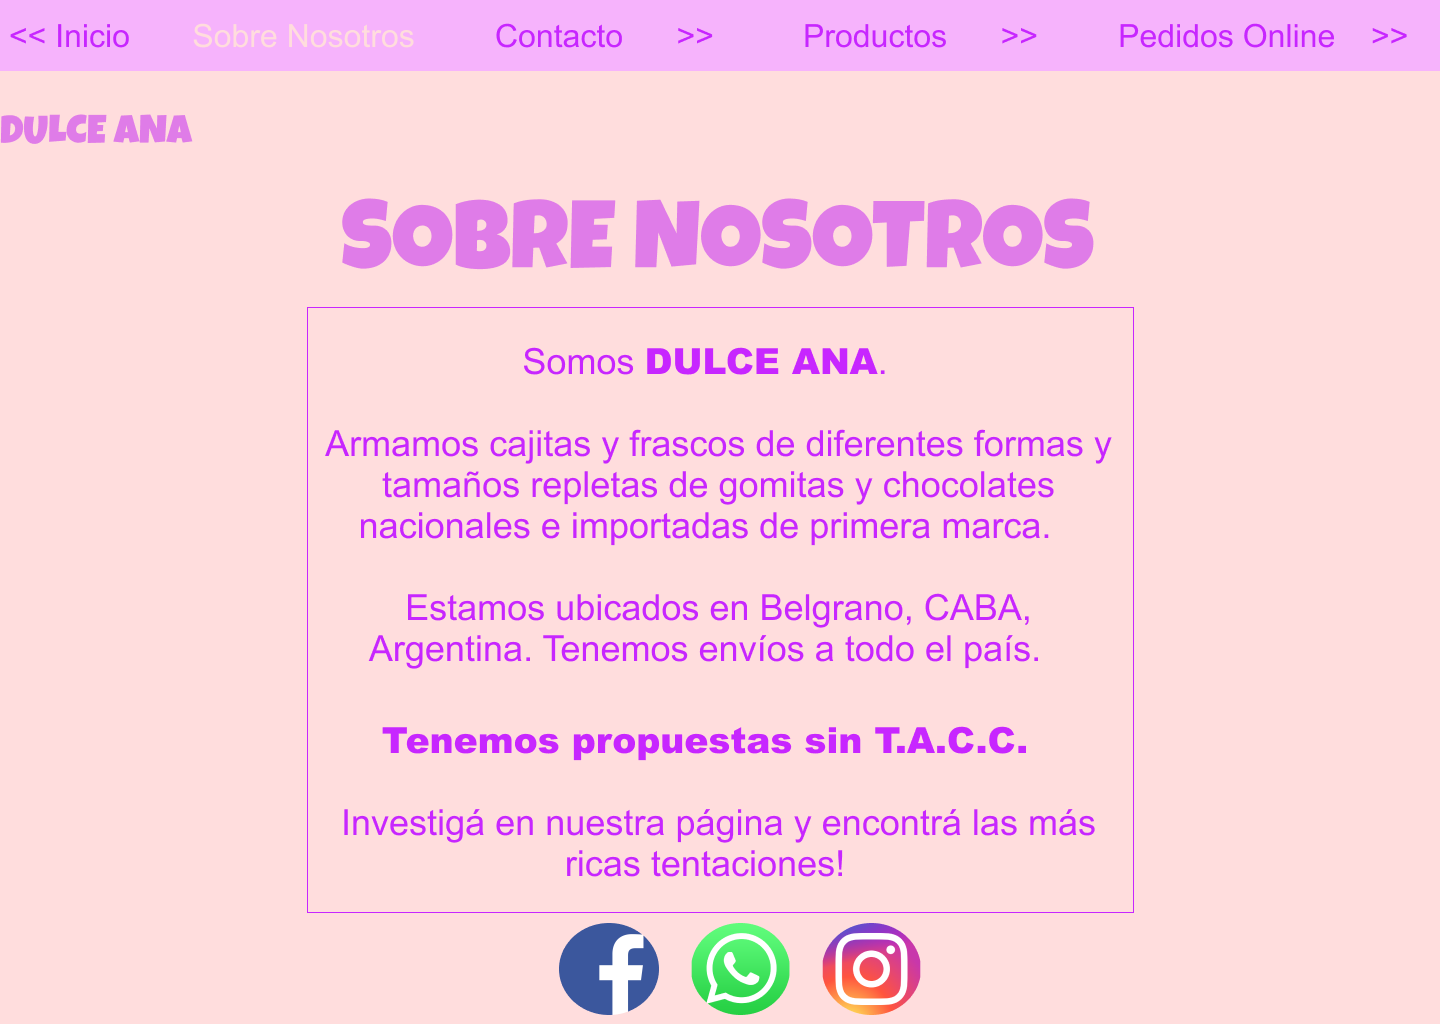 << Inicio Sobre Nosotros Contacto >> Productos >> Pedidos Online >>
DULCE ANA
SOBRE NOSOTROS
Somos DULCE ANA.
Armamos cajitas y frascos de diferentes formas y
tamaños repletas de gomitas y chocolates
nacionales e importadas de primera marca.
Estamos ubicados en Belgrano, CABA,
Argentina. Tenemos envíos a todo el país.
Tenemos propuestas sin T.A.C.C.
Investigá en nuestra página y encontrá las más
ricas tentaciones!